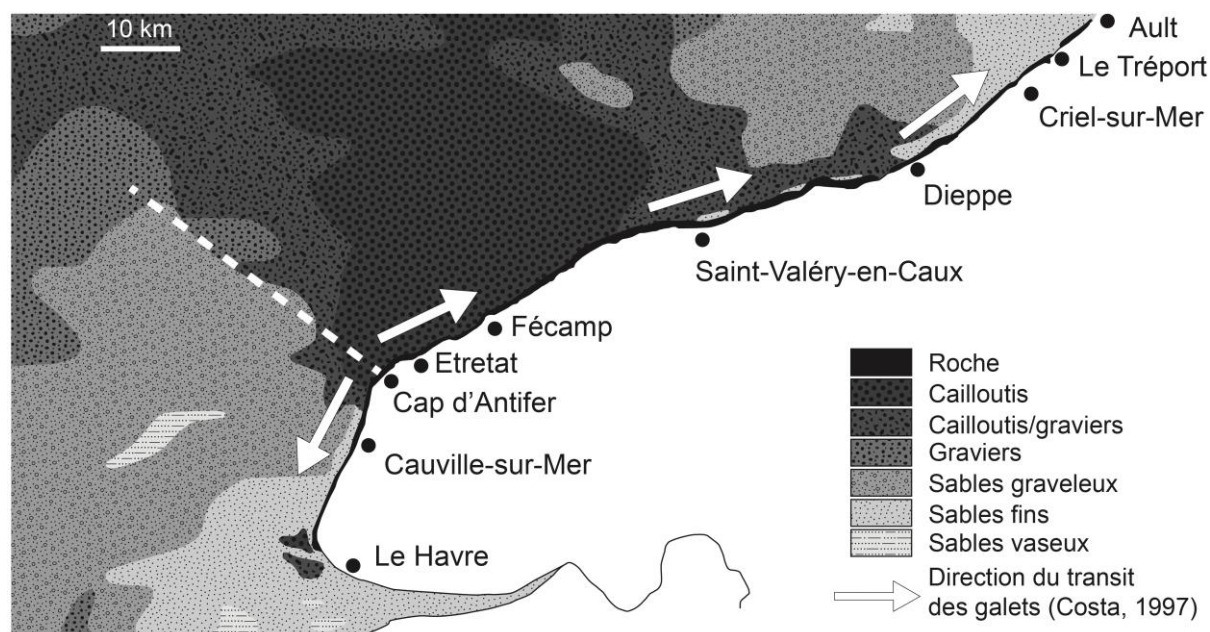 10 km
Ault
Le Tréport
Criel-sur-Mer
Dieppe
Saint-Valéry-en-Caux
Fécamp
Etretat
Cap d'Antifer
Cauville-sur-Mer
Le Havre
Roche
Cailloutis
Cailloutis/graviers
Graviers
Sables graveleux
Sables fins
Sables vaseux
Direction du transit
des galets (Costa, 1997)